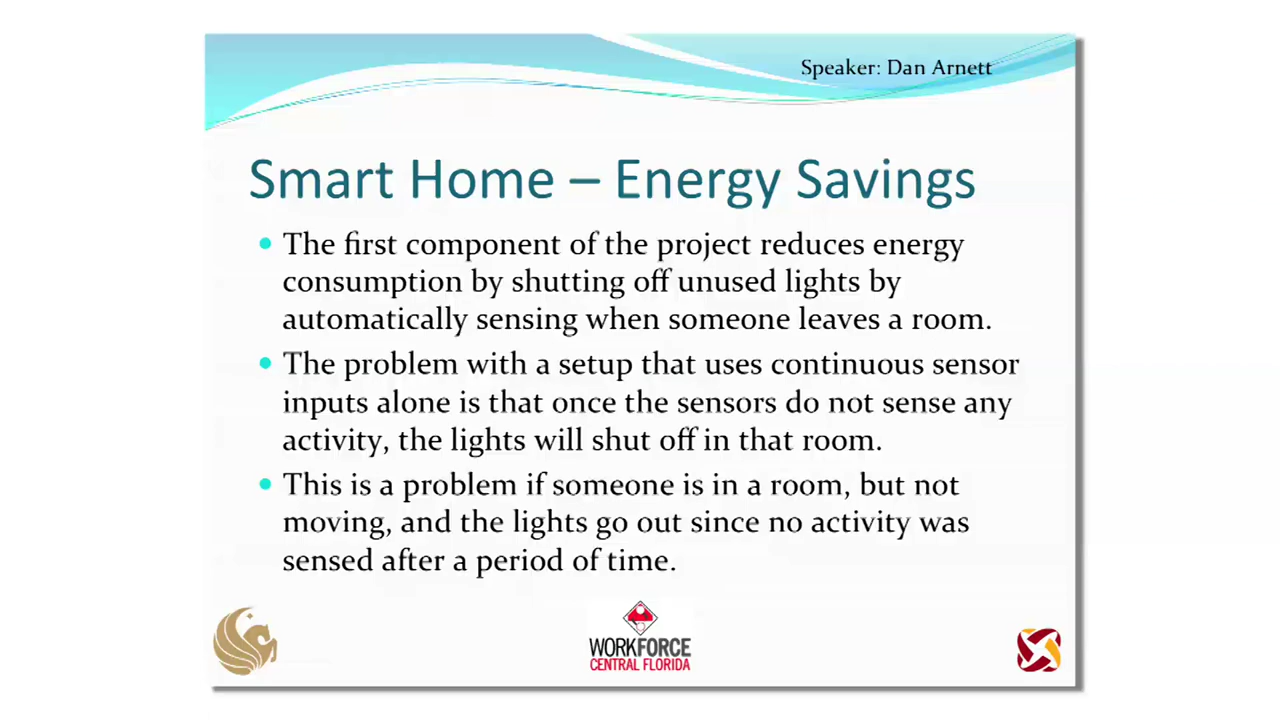 Speaker: Dan Arnett
Smart Home – Energy Savings
• The first component of the project reduces energy
consumption by shutting off unused lights by
automatically sensing when someone leaves a room.
• The problem with a setup that uses continuous sensor
inputs alone is that once the sensors do not sense any
activity, the lights will shut off in that room.
• This is a problem if someone is in a room, but not
moving, and the lights go out since no activity was
sensed after a period of time.
WORKFORCE
CENTRAL FLORIDA